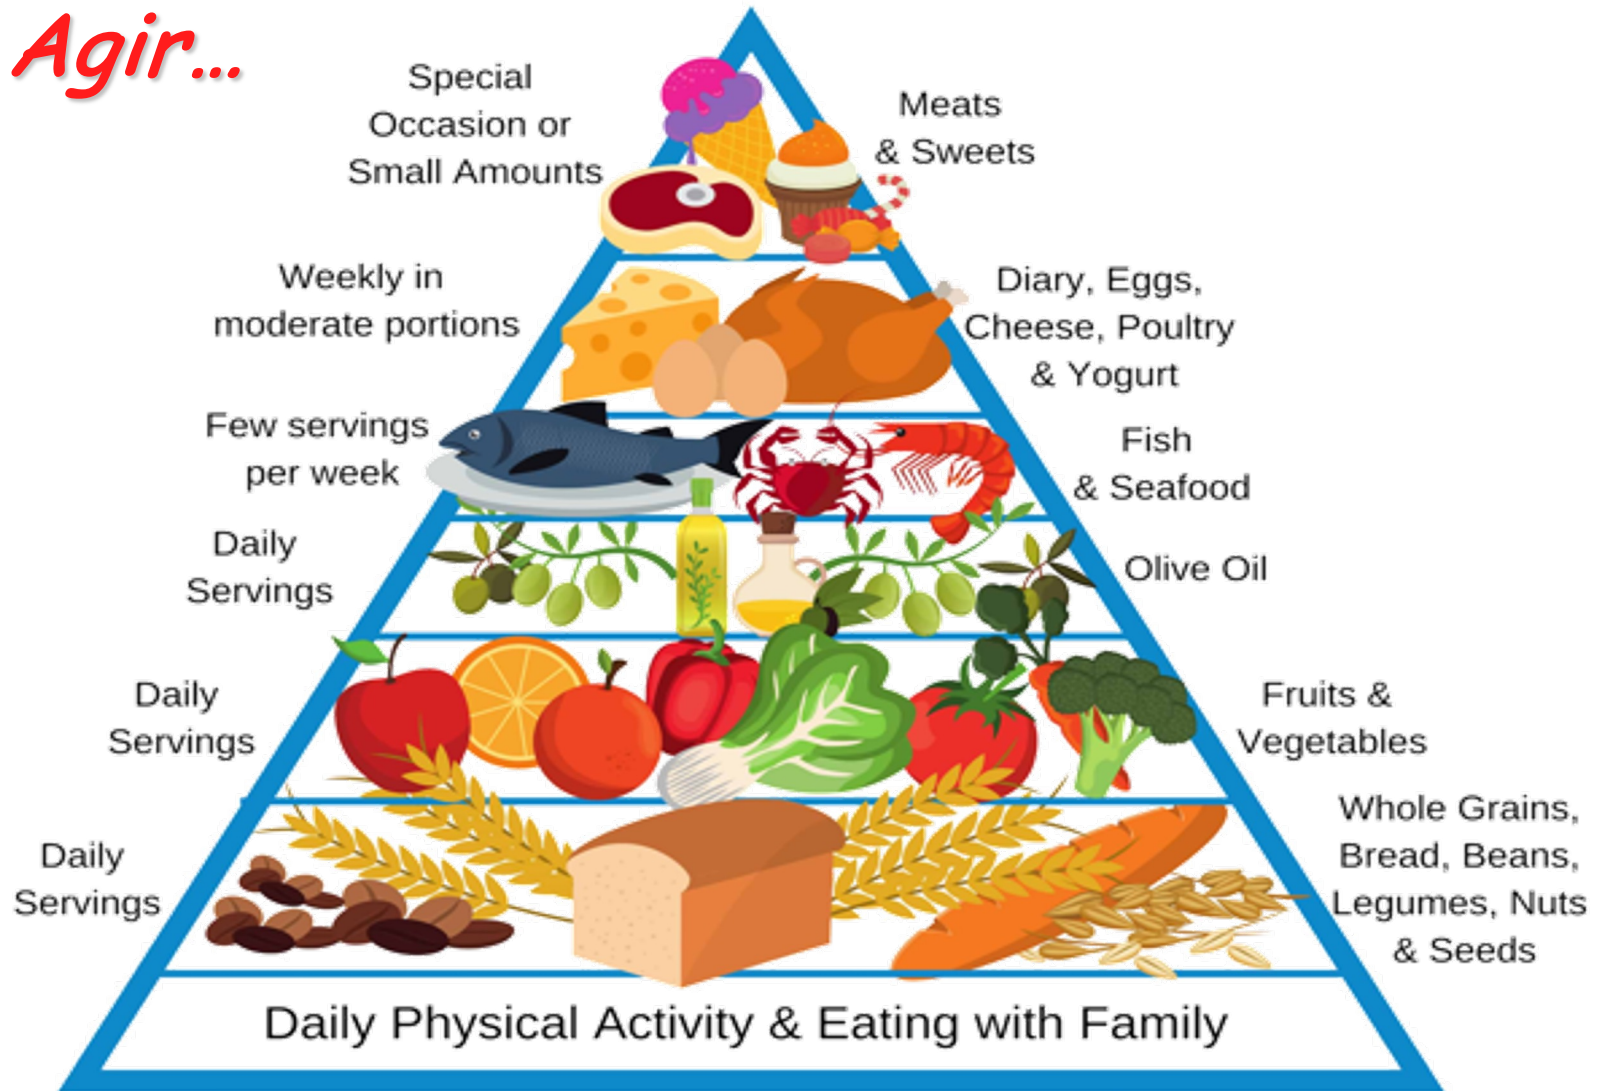 Agir...
Special
Occasion or
Small Amounts
Meats
& Sweets
Weekly in
moderate portions
Diary, Eggs,
Cheese, Poultry
& Yogurt
Few servings
per week
Fish
& Seafood
Daily
Servings
Olive Oil
Daily
Servings
Fruits &
Vegetables
Daily
Servings
Whole Grains,
Bread, Beans,
Legumes, Nuts
& Seeds
Daily Physical Activity & Eating with Family